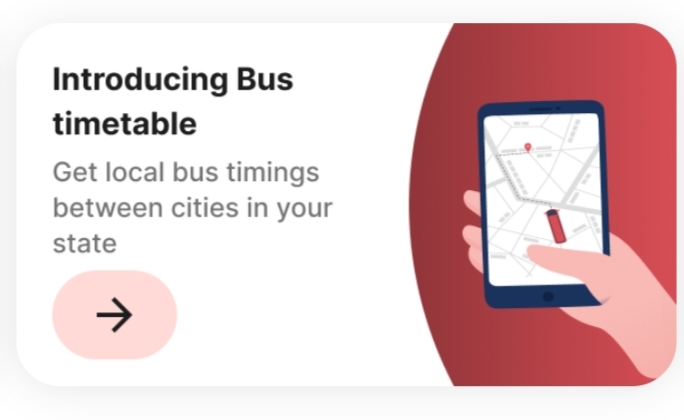 Introducing Bus
timetable
Get local bus timings
between cities in your
state